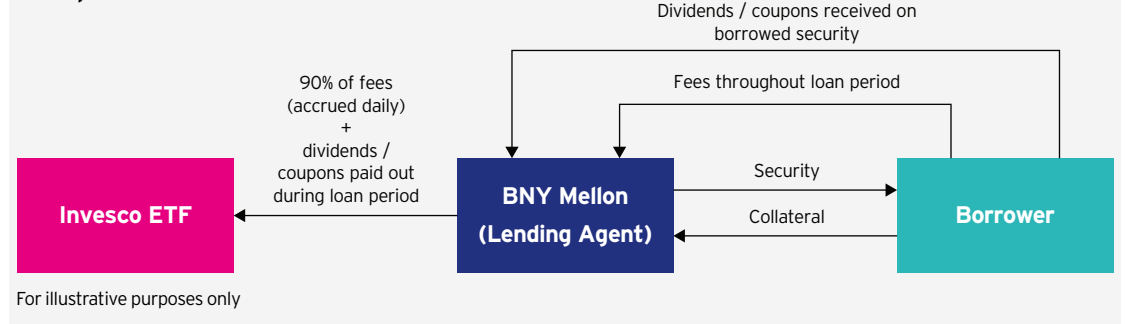 Dividends / coupons received on
borrowed security
Fees throughout loan period
90% of fees
(accrued daily)
+
dividends /
coupons paid out
during loan period
Invesco ETF
BNY Mellon
(Lending Agent)
Security
Collateral
Borrower
For illustrative purposes only